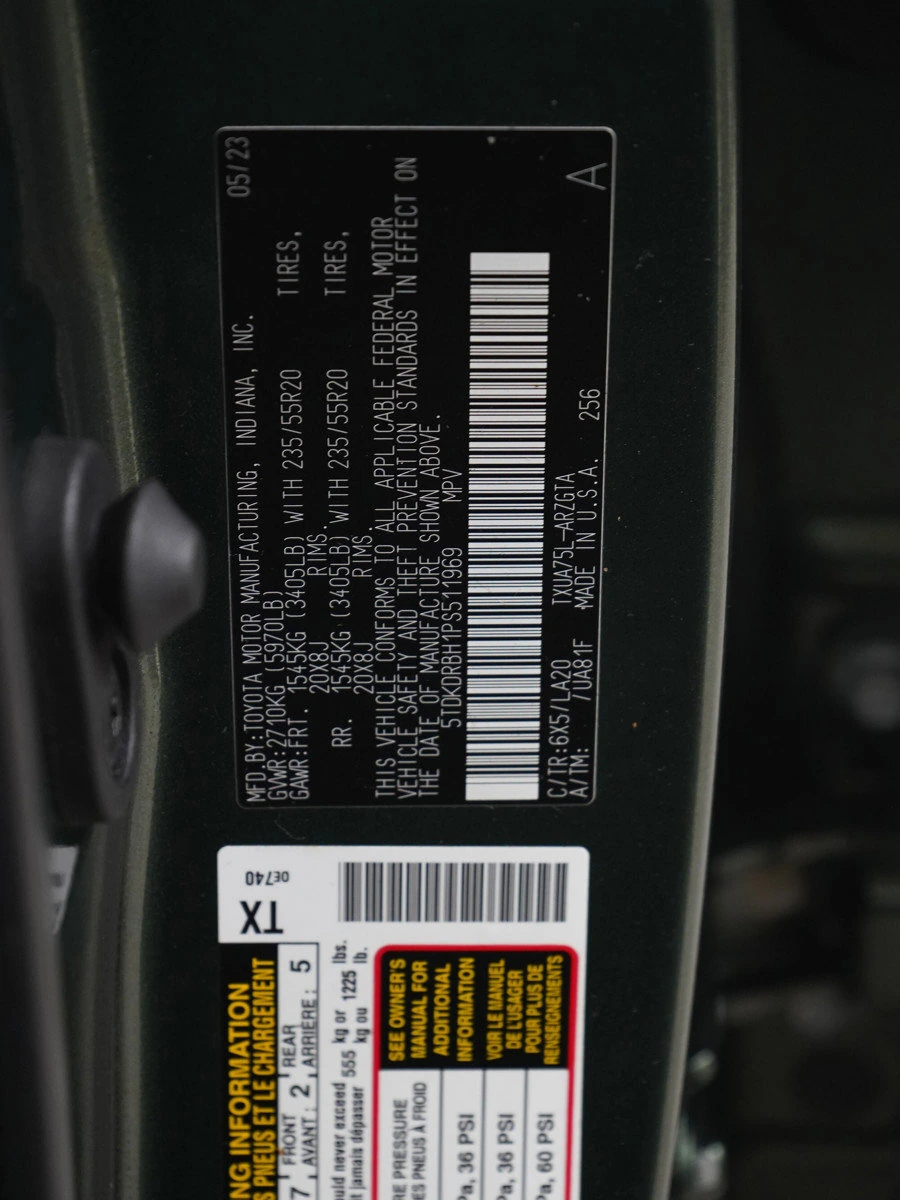 MFD.BY:TOYOTA MOTOR MANUFACTURING, INDIANA, INC. 05/23
GVWR:2710KG (5970LB)
GAWR:FRT. 1545KG (3405LB) WITH 235/55R20 TIRES,
20X8J RIMS.
RR. 1545KG (3405LB) WITH 235/55R20 TIRES,
20X8J RIMS.
THIS VEHICLE CONFORMS TO ALL APPLICABLE FEDERAL MOTOR
VEHICLE SAFETY AND THEFT PREVENTION STANDARDS IN EFFECT ON
THE DATE OF MANUFACTURE SHOWN ABOVE.
5TDKDRBH1PS511969 MPV
C/TR:6X5/LA20 TXUA75L-ARZGTA
A/TM: /UA81F MADE IN U.S.A. 256
A
0E740
TX
NG INFORMATION
S PNEUS ET LE CHARGEMENT
7 FRONT AVANT : 2 REAR ARRIÈRE : 5
ould never exceed 555 kg or 1225 lbs.
it jamais dépasser kg ou lb.
RE PRESSURE
ES PNEUS À FROID
SEE OWNER'S
MANUAL FOR
ADDITIONAL
INFORMATION
VOIR LE MANUEL
DE L'USAGER
POUR PLUS DE
RENSEIGNEMENTS
Pa, 36 PSI
Pa, 36 PSI
Pa, 60 PSI